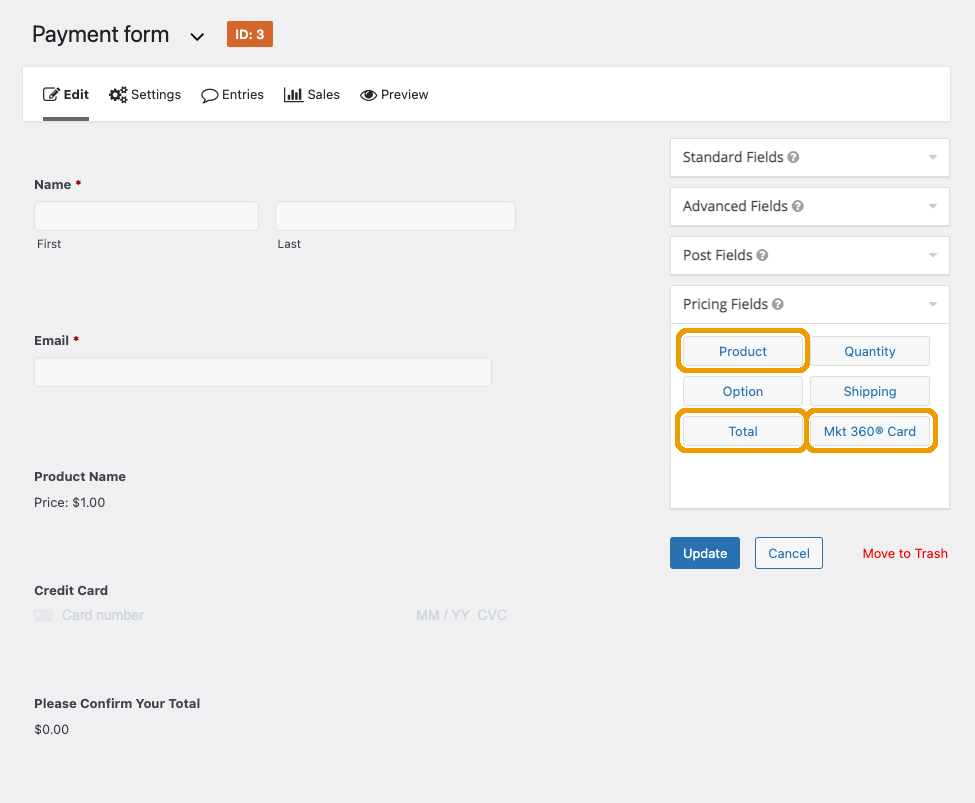 Payment form ID: 3
Edit Settings Entries Sales Preview
Standard Fields ?
Name *
First Last
Advanced Fields ?
Post Fields ?
Pricing Fields ?
Product Quantity
Option Shipping
Total Mkt 360® Card
Email *
Product Name
Price: $1.00
Update Cancel Move to Trash
Credit Card
Card number MM / YY CVC
Please Confirm Your Total
$0.00